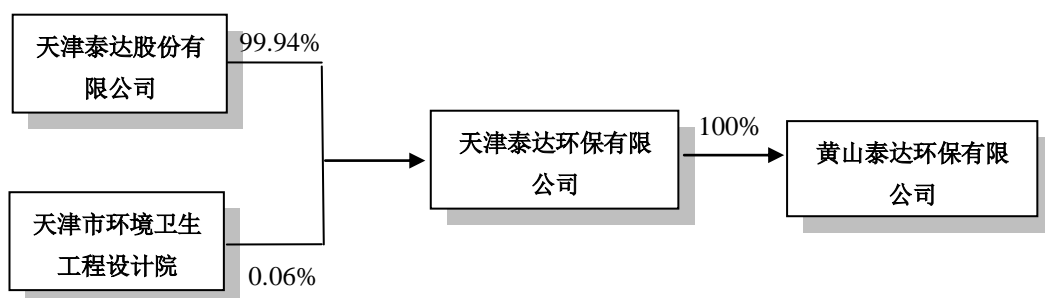 天津泰达股份有
限公司
99.94%
天津市环境卫生
工程设计院
0.06%
天津泰达环保有限
公司
100%
黄山泰达环保有限
公司